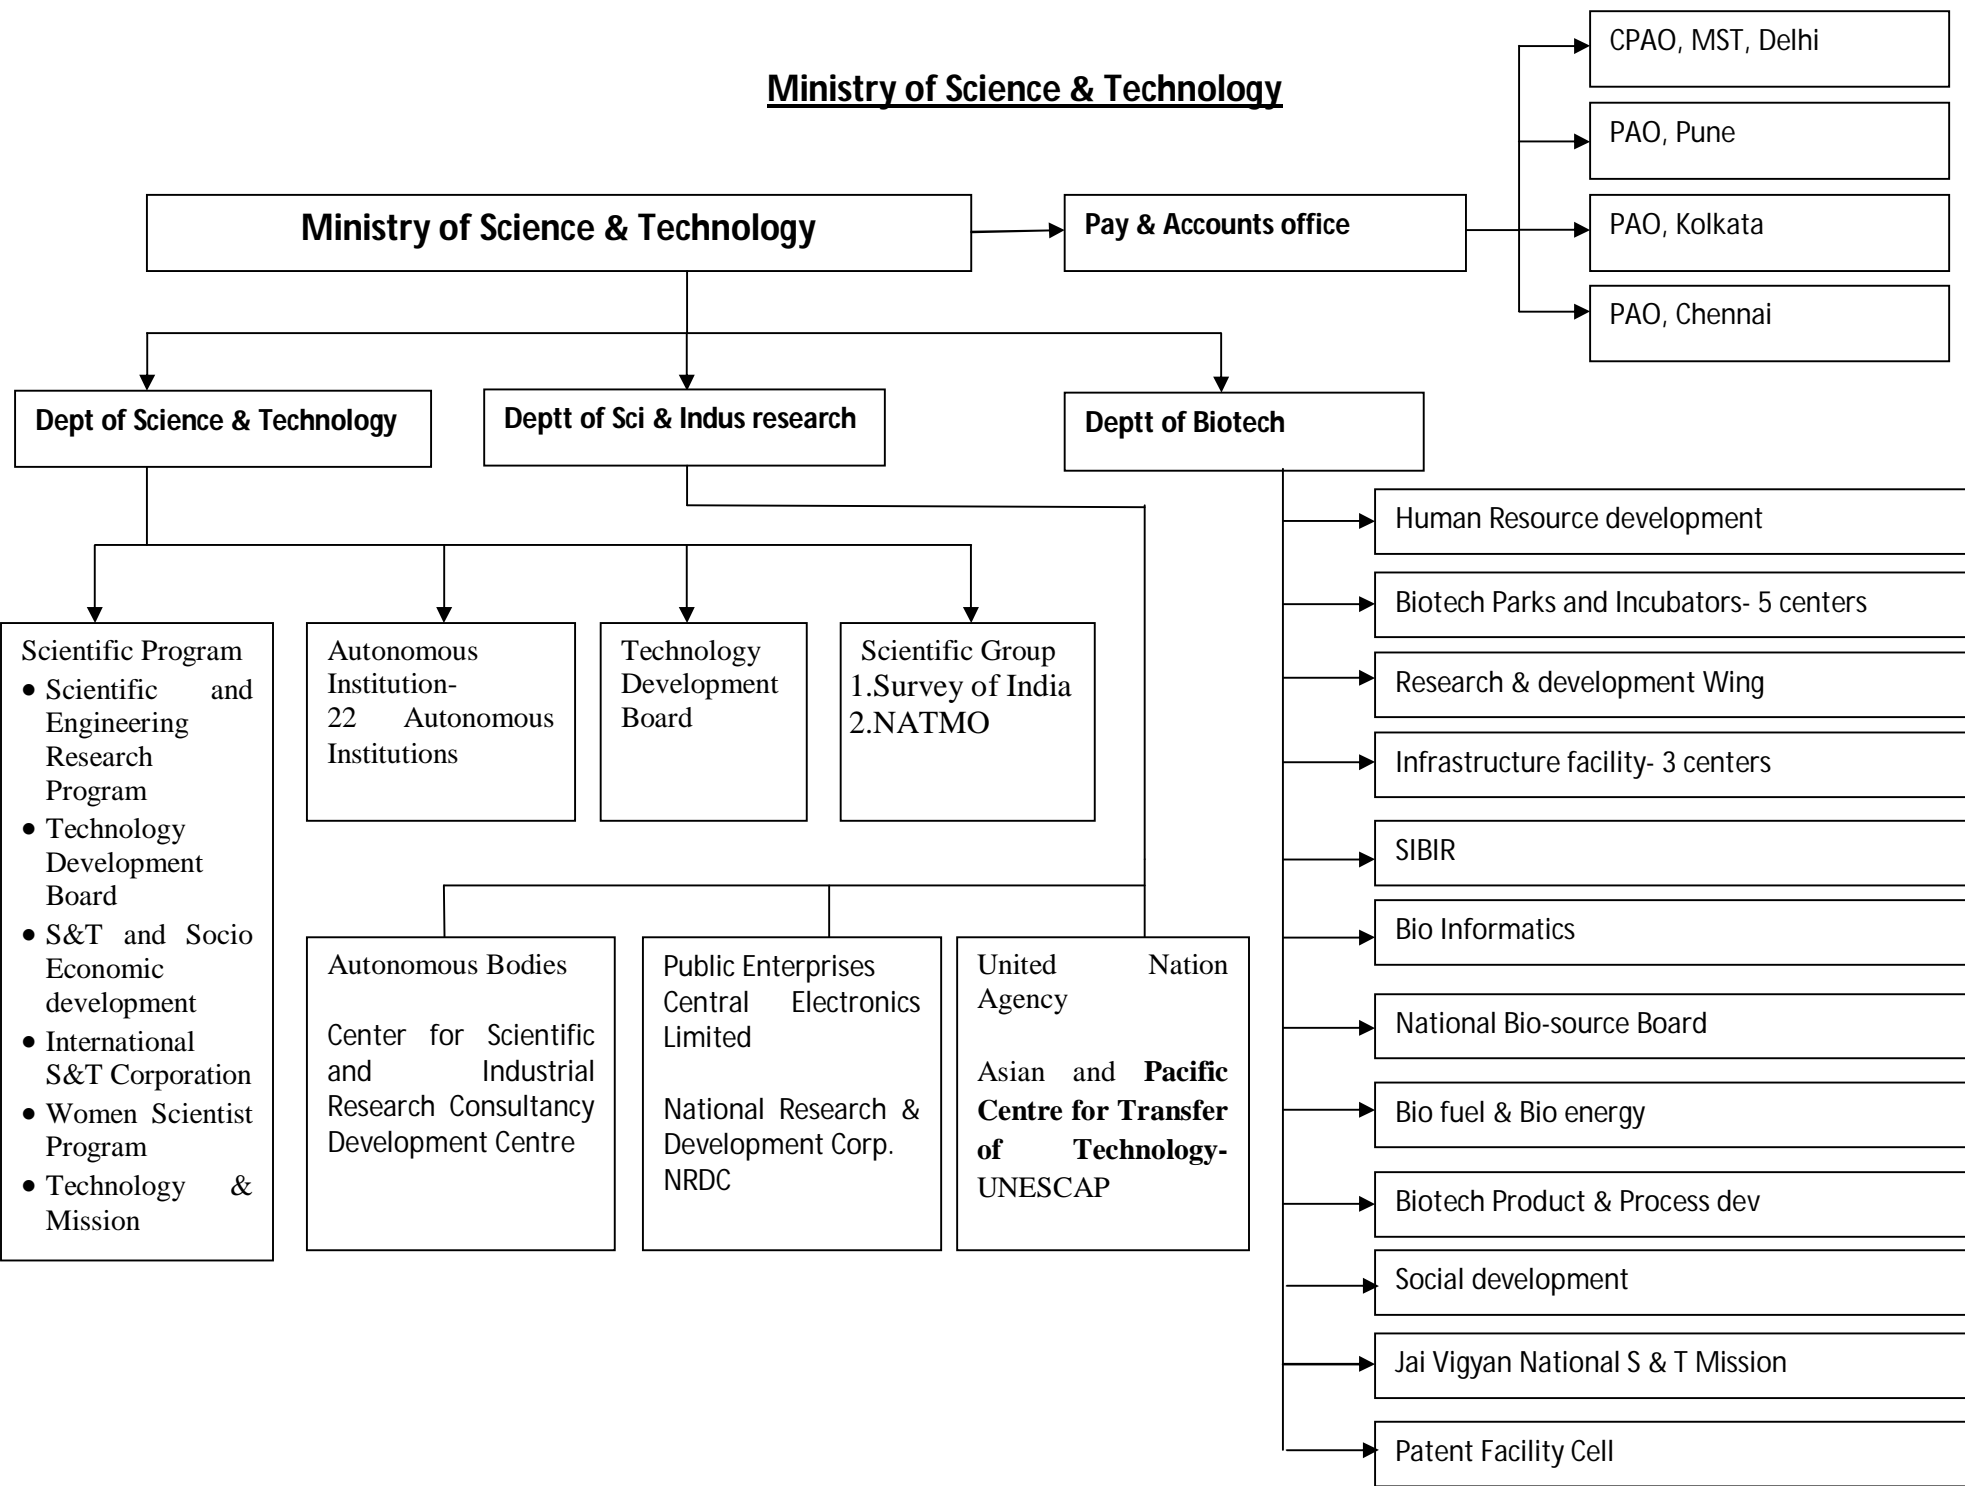 Ministry of Science & Technology
CPAO, MST, Delhi
PAO, Pune
PAO, Kolkata
PAO, Chennai
Ministry of Science & Technology
Pay & Accounts office
Dept of Science & Technology
Deptt of Sci & Indus research
Deptt of Biotech
Scientific Program
• Scientific and
Engineering
Research
Program
• Technology
Development
Board
• S&T and Socio
Economic
development
• International
S&T Corporation
• Women Scientist
Program
• Technology &
Mission
Autonomous
Institution-
22 Autonomous
Institutions
Technology
Development
Board
Scientific Group
1.Survey of India
2.NATMO
Autonomous Bodies
Center for Scientific
and Industrial
Research Consultancy
Development Centre
Public Enterprises
Central Electronics
Limited
National Research &
Development Corp.
NRDC
United Nation
Agency
Asian and Pacific
Centre for Transfer
of Technology-
UNESCAP
Human Resource development
Biotech Parks and Incubators- 5 centers
Research & development Wing
Infrastructure facility- 3 centers
SIBIR
Bio Informatics
National Bio-source Board
Bio fuel & Bio energy
Biotech Product & Process dev
Social development
Jai Vigyan National S & T Mission
Patent Facility Cell